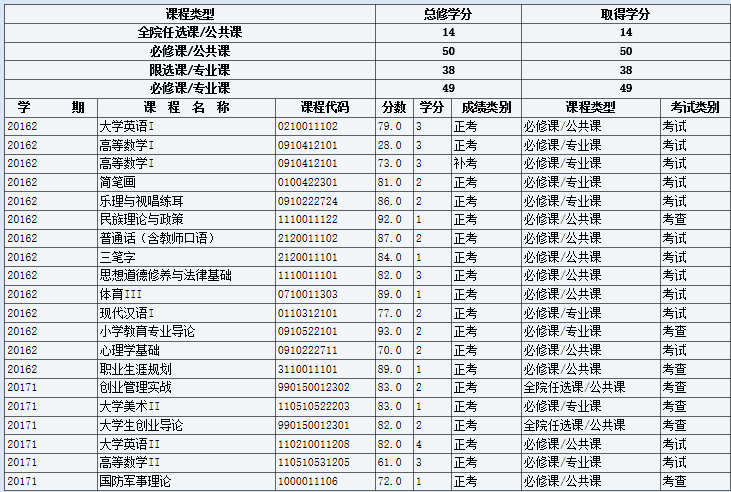 课程类型 总修学分 取得学分
全院任选课/公共课 14 14
必修课/公共课 50 50
限选课/专业课 38 38
必修课/专业课 49 49
学 期 课 程 名 称 课程代码 分数 学分 成绩类别 课程类型 考试类别
20162 大学英语I 0210011102 79.0 3 正考 必修课/公共课 考试
20162 高等数学I 0910412101 28.0 3 正考 必修课/专业课 考试
20162 高等数学I 0910412101 73.0 3 补考 必修课/专业课 考试
20162 简笔画 0100422301 81.0 2 正考 必修课/专业课 考试
20162 乐理与视唱练耳 0910222724 86.0 2 正考 必修课/专业课 考试
20162 民族理论与政策 1110011122 92.0 1 正考 必修课/公共课 考查
20162 普通话（含教师口语） 2120011102 87.0 2 正考 必修课/公共课 考试
20162 三笔字 2120011101 84.0 1 正考 必修课/公共课 考试
20162 思想道德修养与法律基础 1110011101 82.0 3 正考 必修课/公共课 考试
20162 体育III 0710011303 89.0 1 正考 必修课/公共课 考试
20162 现代汉语I 0110312101 77.0 2 正考 必修课/专业课 考试
20162 小学教育专业导论 0910522101 93.0 2 正考 必修课/专业课 考查
20162 心理学基础 0910222711 70.0 2 正考 必修课/公共课 考试
20162 职业生涯规划 3110011101 89.0 1 正考 必修课/公共课 考查
20171 创业管理实战 990150012302 83.0 2 正考 全院任选课/公共课 考查
20171 大学美术II 110510522203 83.0 1 正考 必修课/专业课 考查
20171 大学生创业导论 990150012301 82.0 2 正考 全院任选课/公共课 考查
20171 大学英语II 110210011208 82.0 4 正考 必修课/公共课 考试
20171 高等数学II 110510531205 61.0 3 正考 必修课/专业课 考试
20171 国防军事理论 1000011106 72.0 1 正考 必修课/公共课 考查